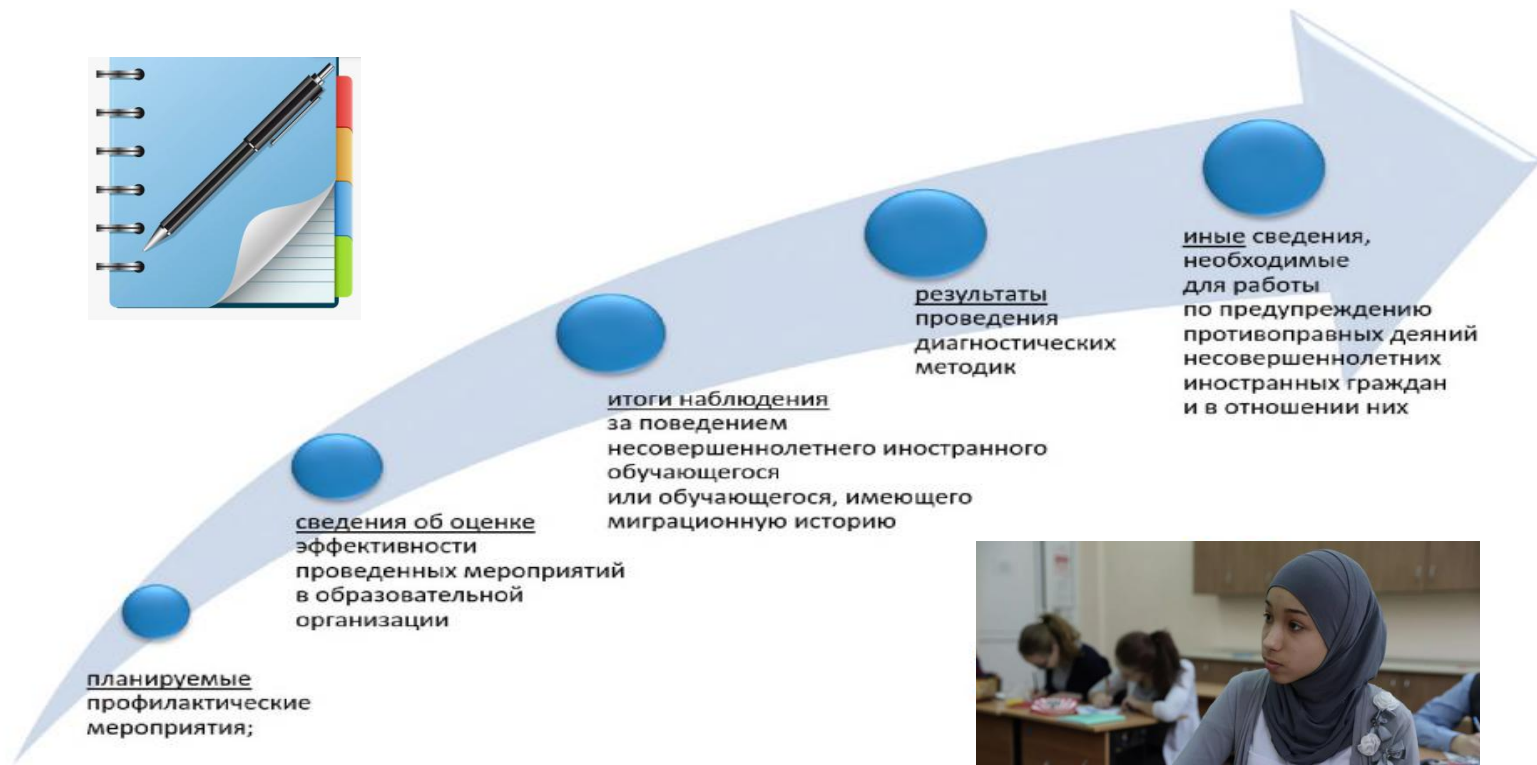 планируемые
профилактические
мероприятия;
сведения об оценке
эффективности
проведенных мероприятий
в образовательной
организации
итоги наблюдения
за поведением
несовершеннолетнего иностранного
обучающегося
или обучающегося, имеющего
миграционную историю
результаты
проведения
диагностических
методик
иные сведения,
необходимые
для работы
по предупреждению
противоправных деяний
несовершеннолетних
иностранных граждан
и в отношении них